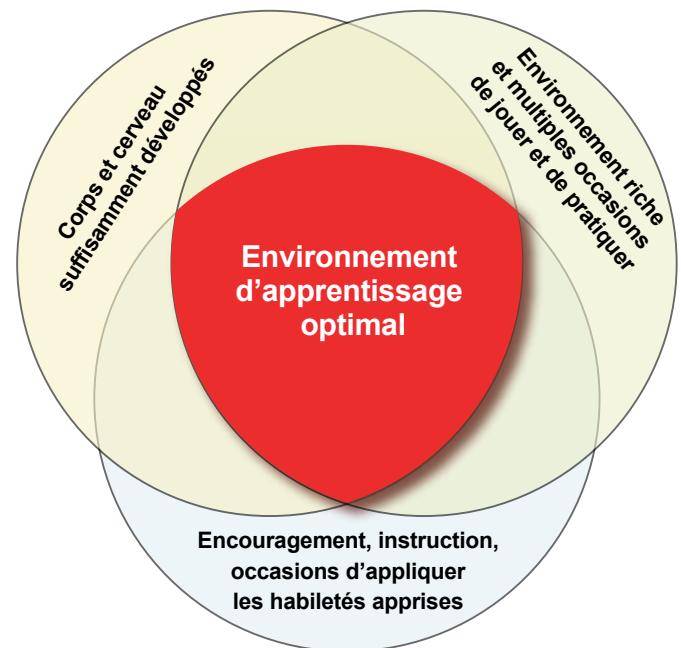 Corps et cerveau
suffisamment développés
Environnement riche
et multiples occasions
de jouer et de pratiquer
Environnement
d’apprentissage
optimal
Encouragement, instruction,
occasions d’appliquer
les habiletés apprises